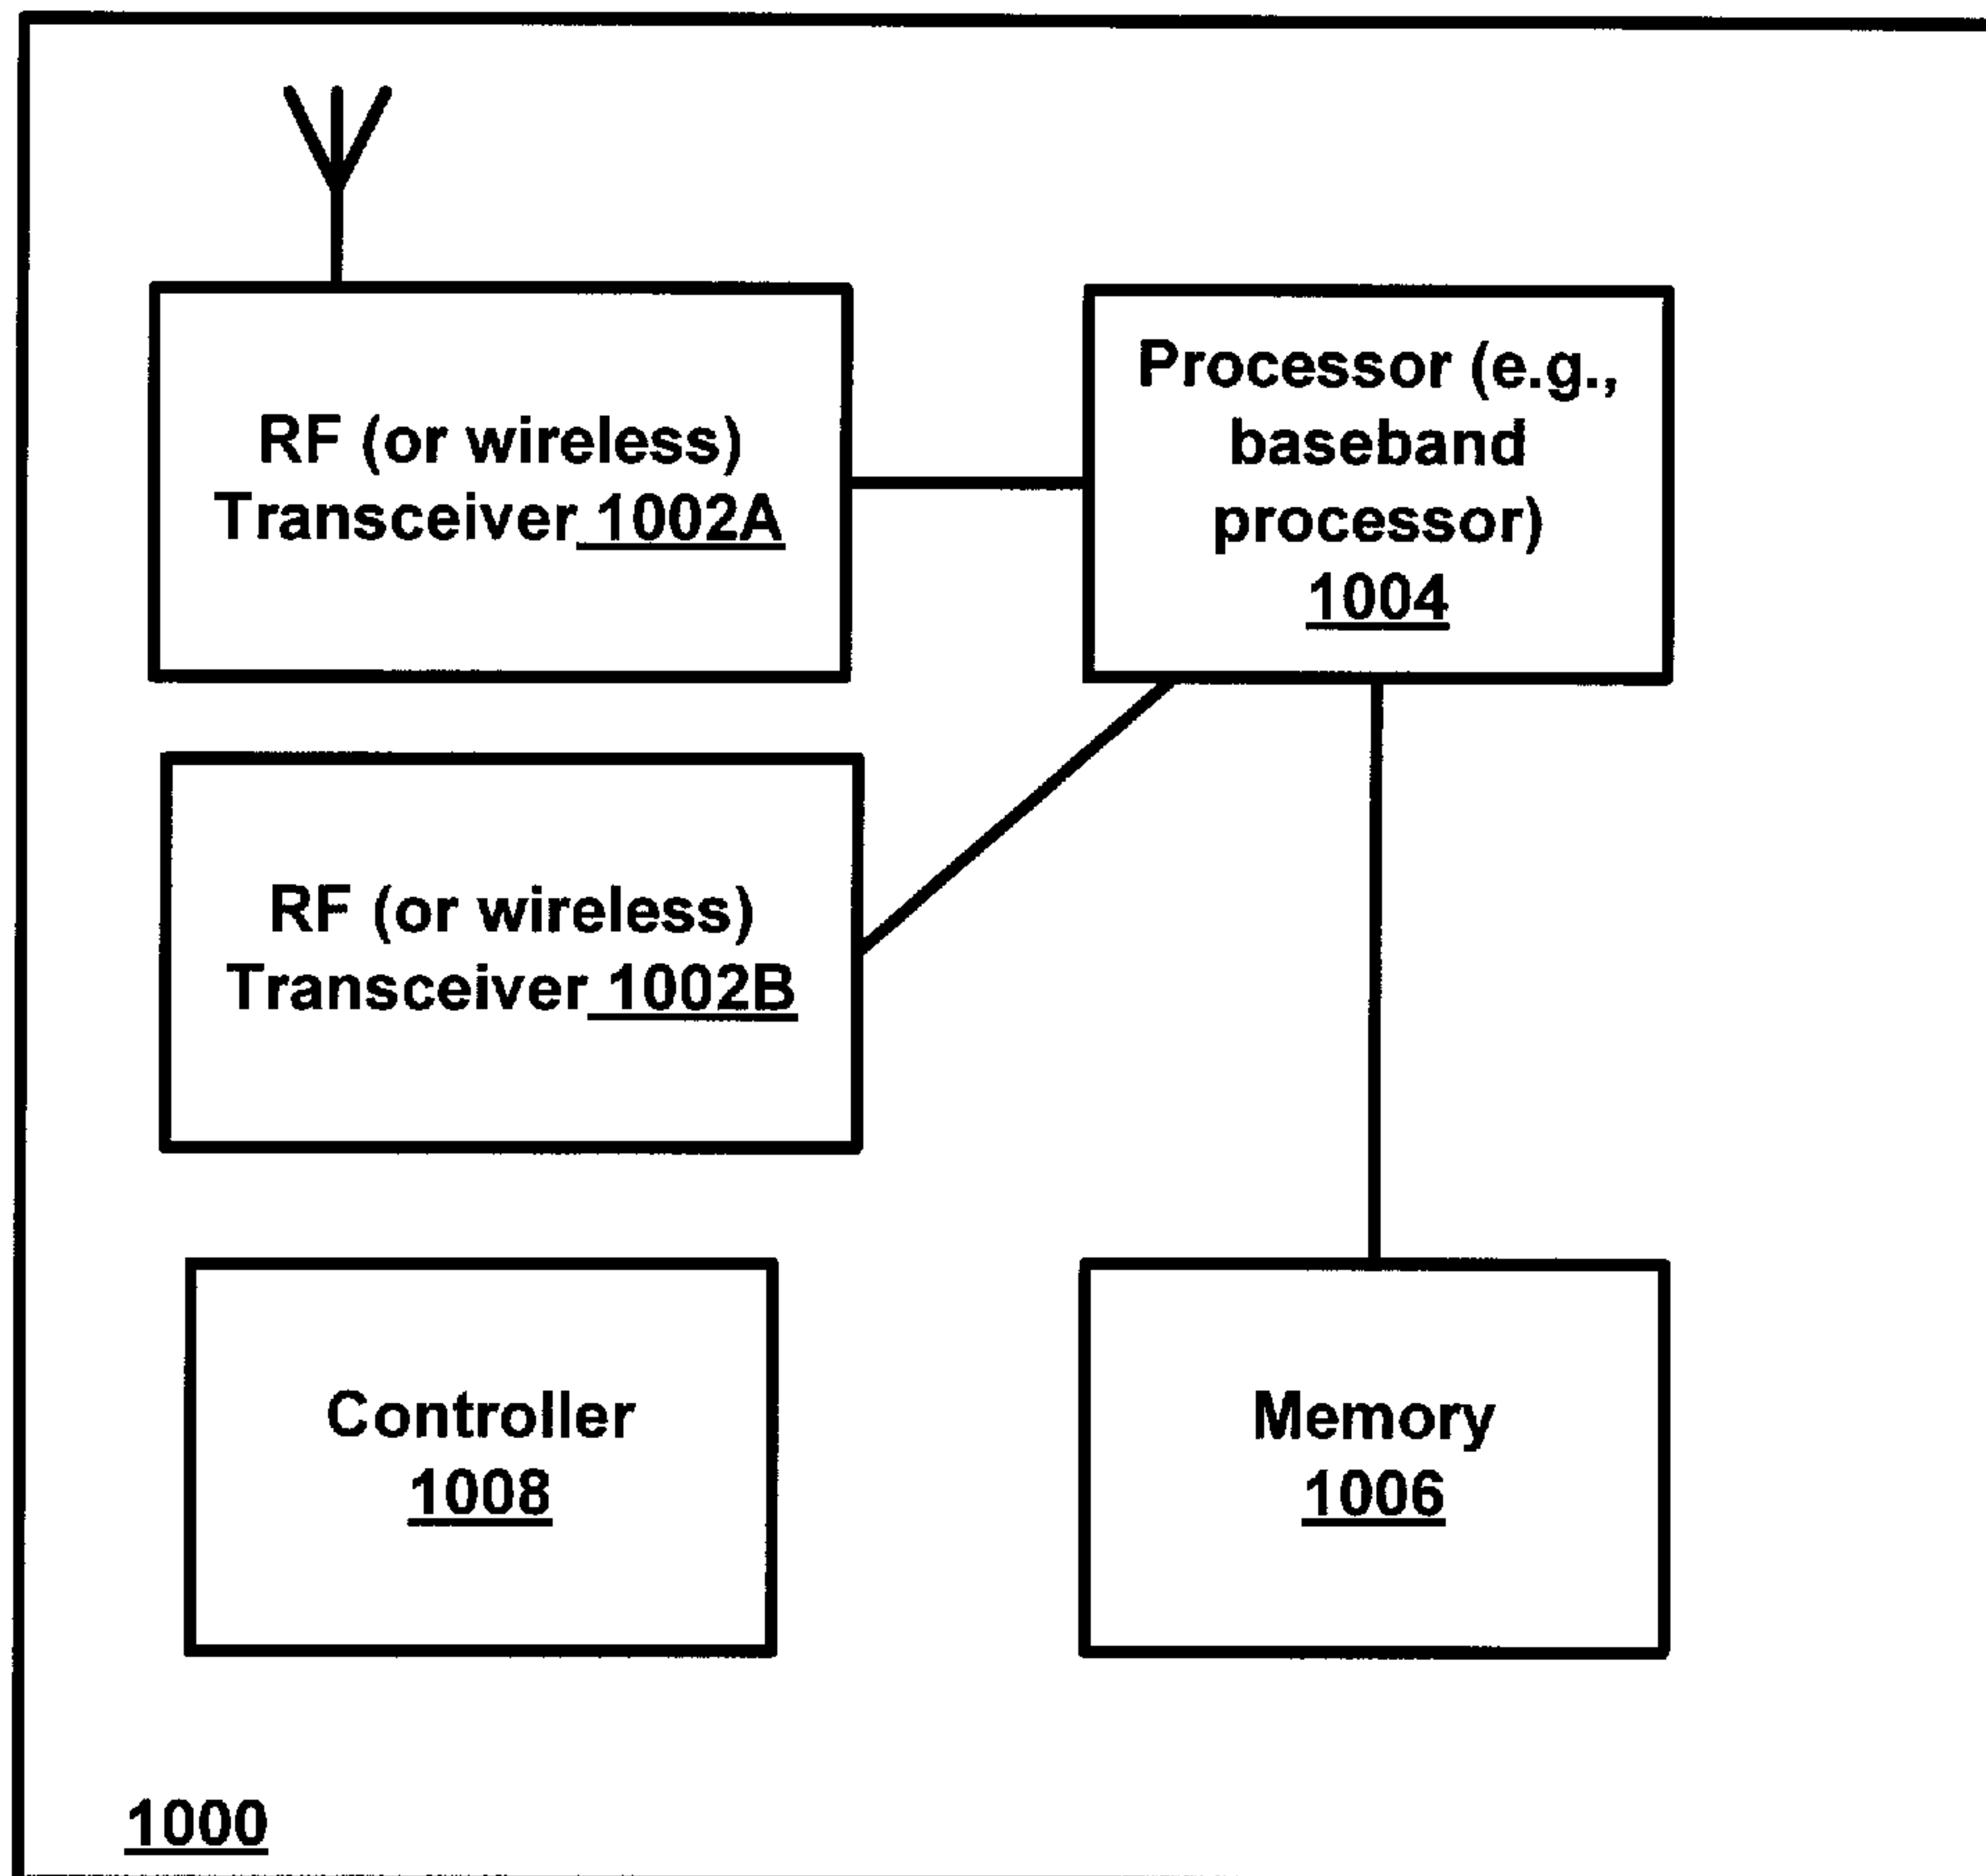 RF (or wireless)
Transceiver 1002A
Processor (e.g.,
baseband
processor)
1004
RF (or wireless)
Transceiver 1002B
Controller
1008
Memory
1006
1000